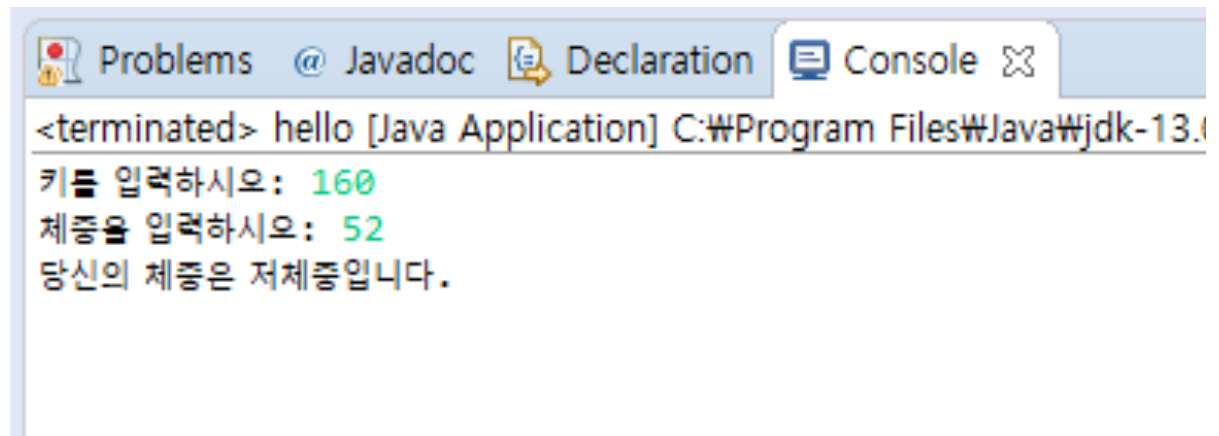 Problems @ Javadoc Declaration Console
<terminated> hello [Java Application] C:₩Program Files₩Java₩jdk-13.
키를 입력하시오: 160
체중을 입력하시오: 52
당신의 체중은 저체중입니다.